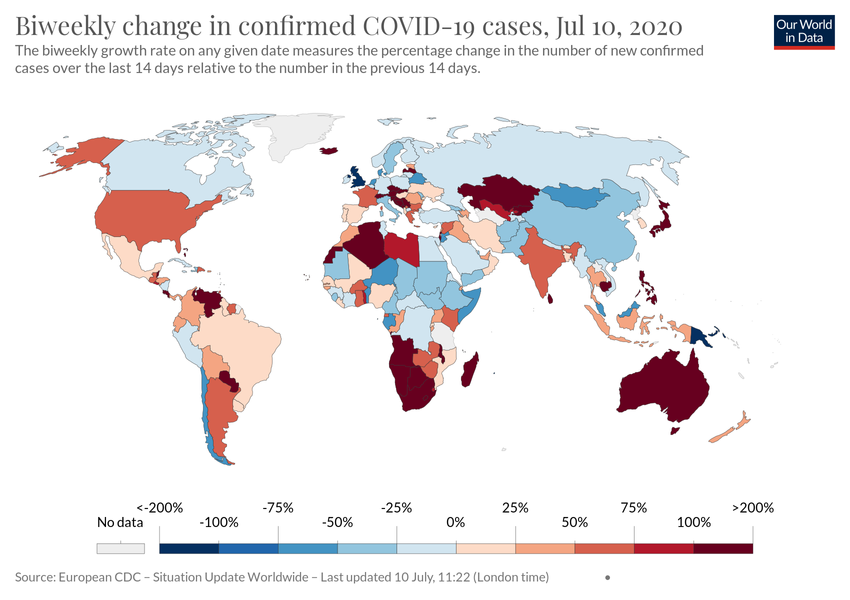 Biweekly change in confirmed COVID-19 cases, Jul 10, 2020
Our World
in Data
The biweekly growth rate on any given date measures the percentage change in the number of new confirmed
cases over the last 14 days relative to the number in the previous 14 days.
<-200% -75% -25% 25% 75% >200%
No data -100% -50% 0% 50% 100%
Source: European CDC – Situation Update Worldwide – Last updated 10 July, 11:22 (London time) •